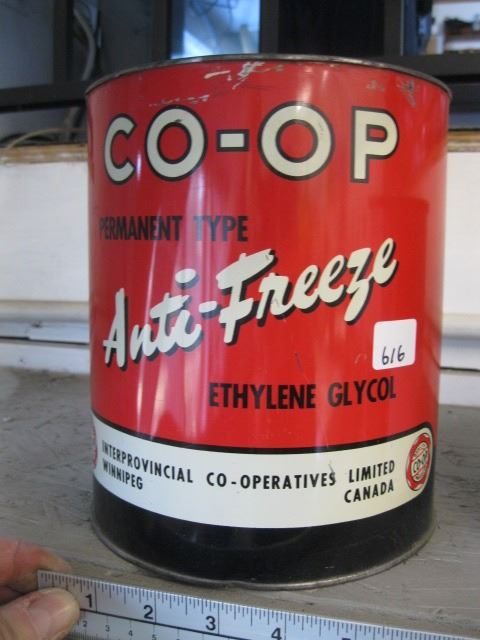 CO-OP
PERMANENT TYPE
Anti-Freeze
616
ETHYLENE GLYCOL
INTERPROVINCIAL CO-OPERATIVES LIMITED
WINNIPEG CANADA
1 2 3 4 5